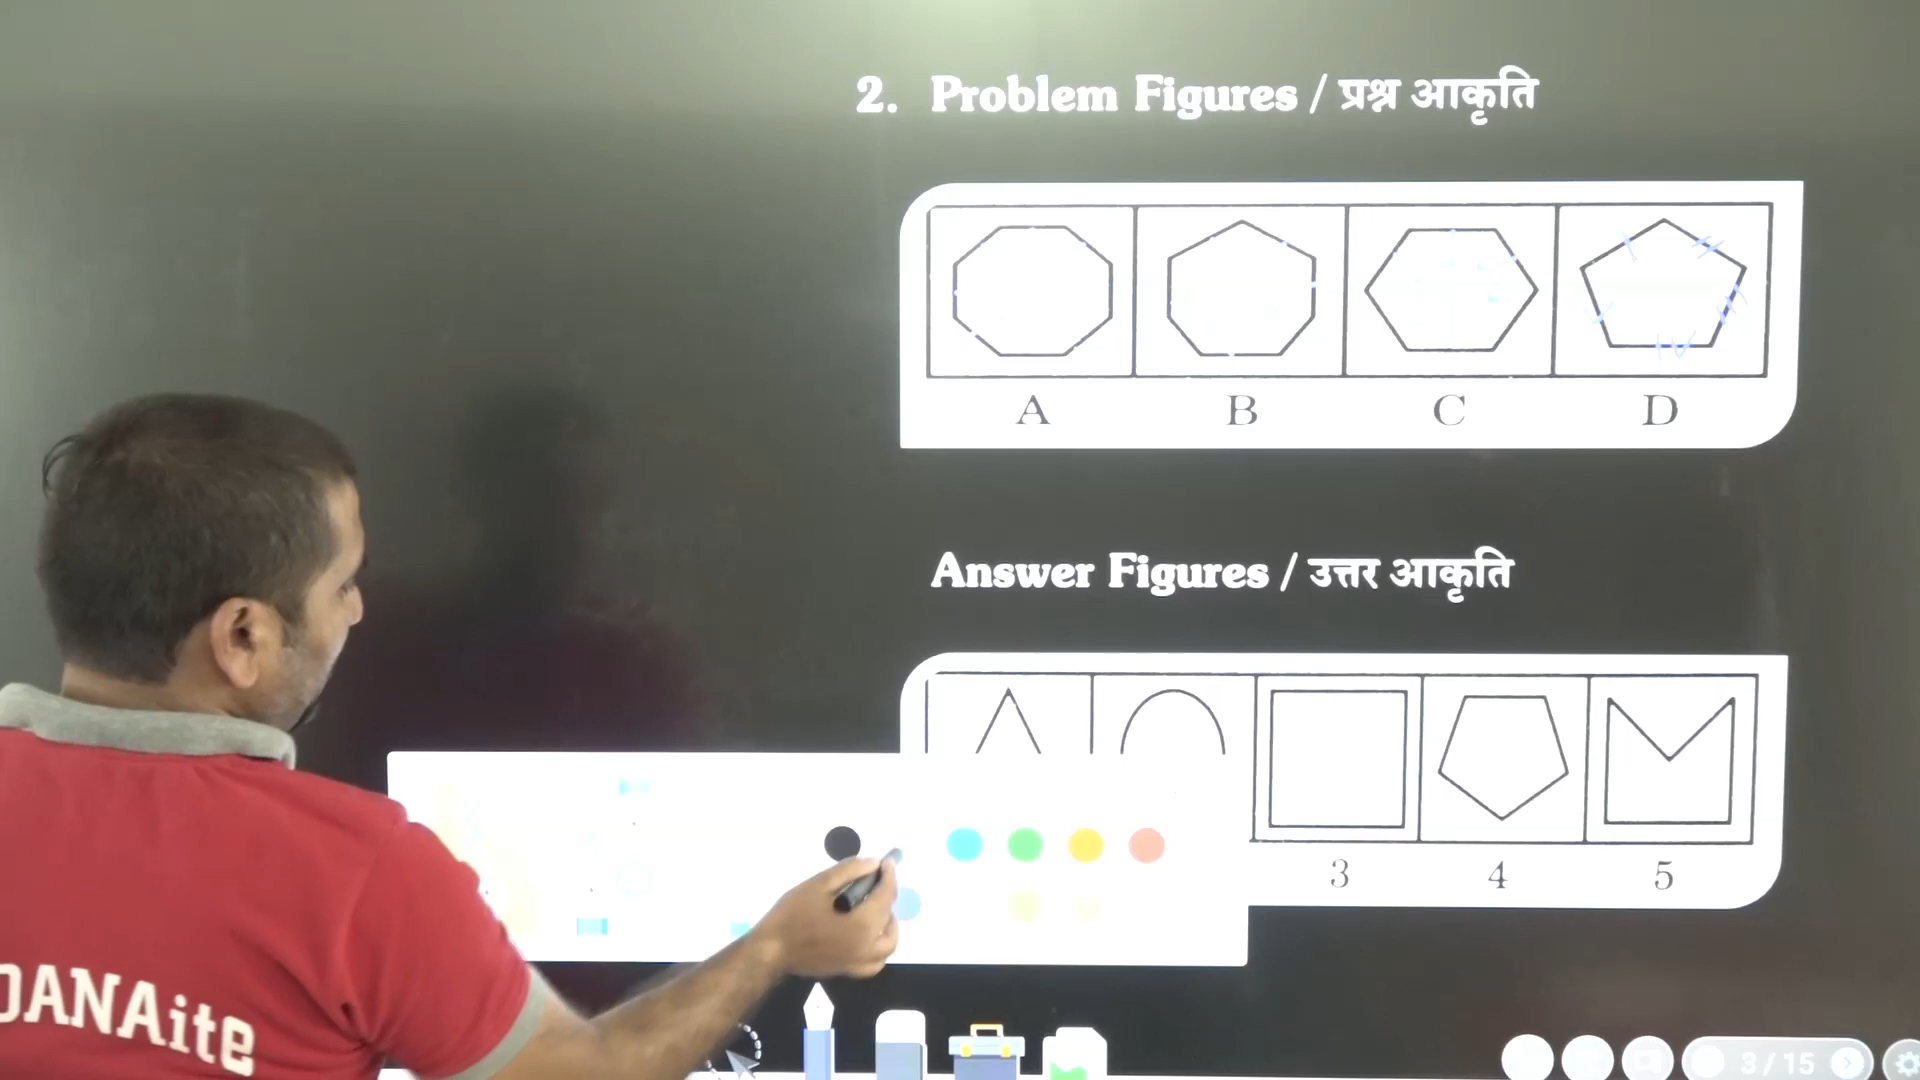 2. Problem Figures / प्रश्न आकृति
A B C D
Answer Figures / उत्तर आकृति
3 4 5
DANAite
3 / 15